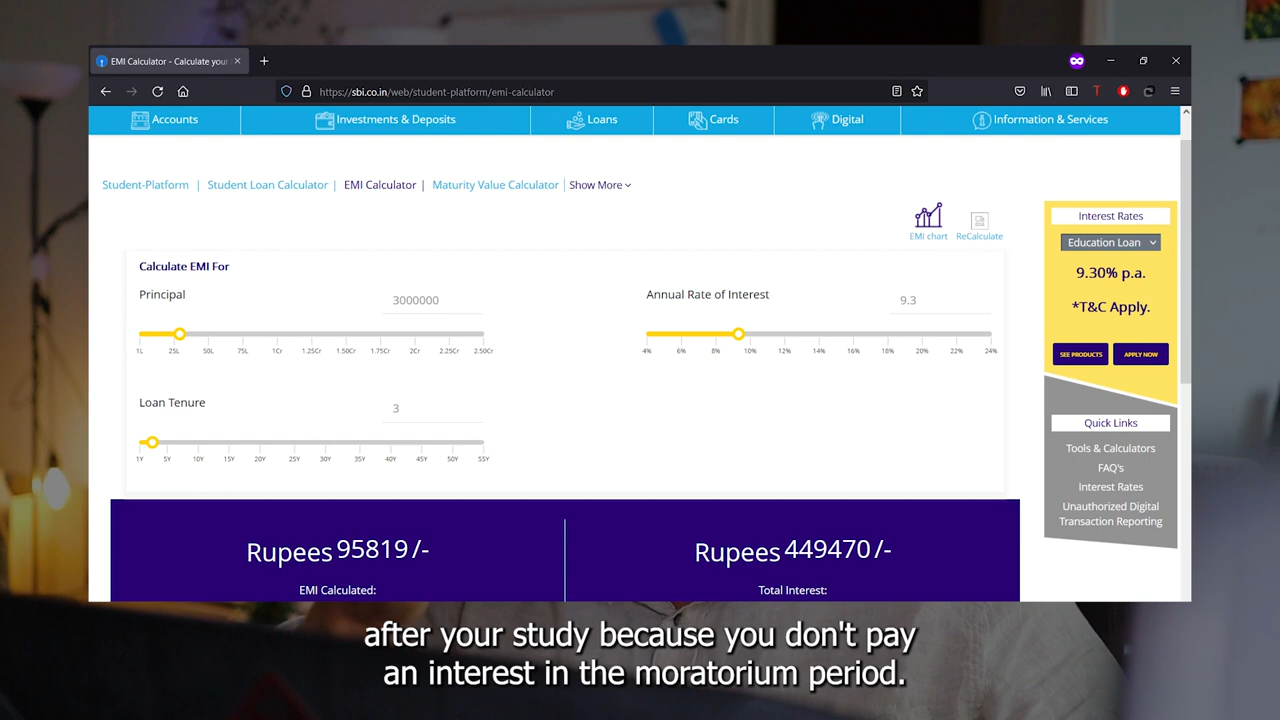 EMI Calculator - Calculate your
https://sbi.co.in/web/student-platform/emi-calculator
Accounts
Investments & Deposits
Loans
Cards
Digital
Information & Services
Student-Platform | Student Loan Calculator | EMI Calculator | Maturity Value Calculator | Show More
EMI chart
ReCalculate
Calculate EMI For
Principal
3000000
1L 25L 50L 75L 1Cr 1.25Cr 1.50Cr 1.75Cr 2Cr 2.25Cr 2.50Cr
Annual Rate of Interest
9.3
4% 6% 8% 10% 12% 14% 16% 18% 20% 22% 24%
Loan Tenure
3
1Y 5Y 10Y 15Y 20Y 25Y 30Y 35Y 40Y 45Y 50Y 55Y
Rupees 95819 /-
EMI Calculated:
Rupees 449470 /-
Total Interest:
Interest Rates
Education Loan
9.30% p.a.
*T&C Apply.
SEE PRODUCTS
APPLY NOW
Quick Links
Tools & Calculators
FAQ's
Interest Rates
Unauthorized Digital
Transaction Reporting
after your study because you don't pay
an interest in the moratorium period.